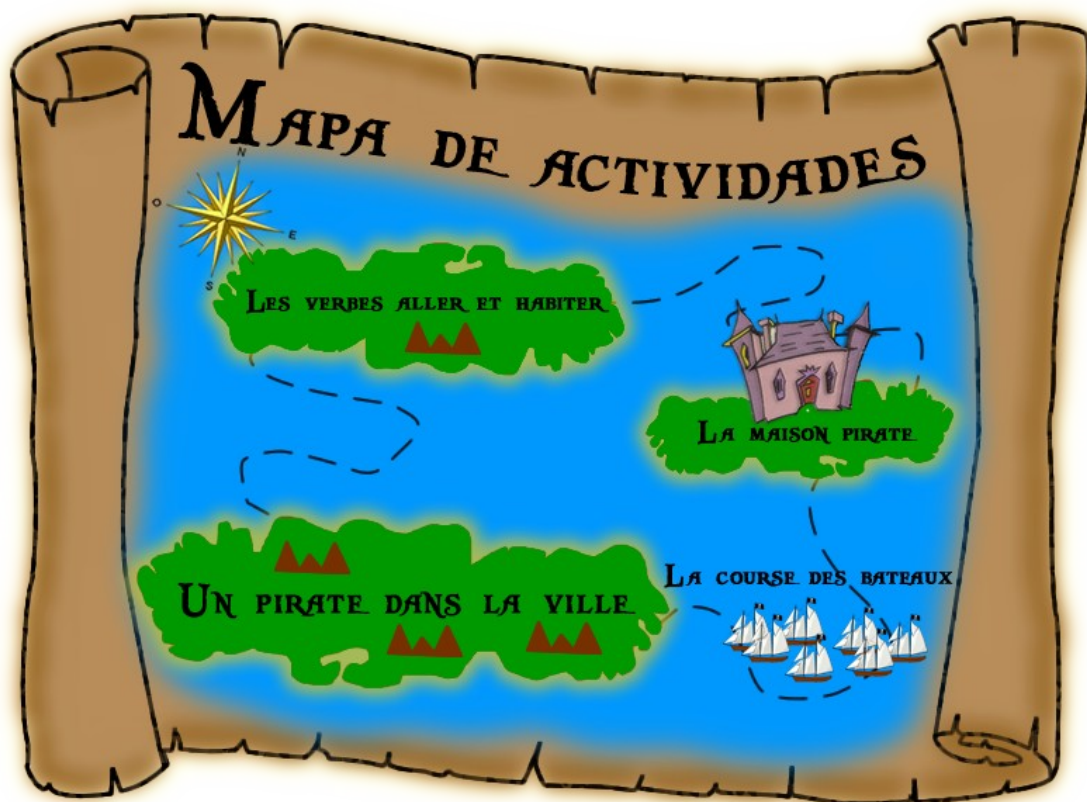 Mapa de actividades
N
O
E
S
Les verbes aller et habiter
La maison pirate
La course des bateaux
Un pirate dans la ville